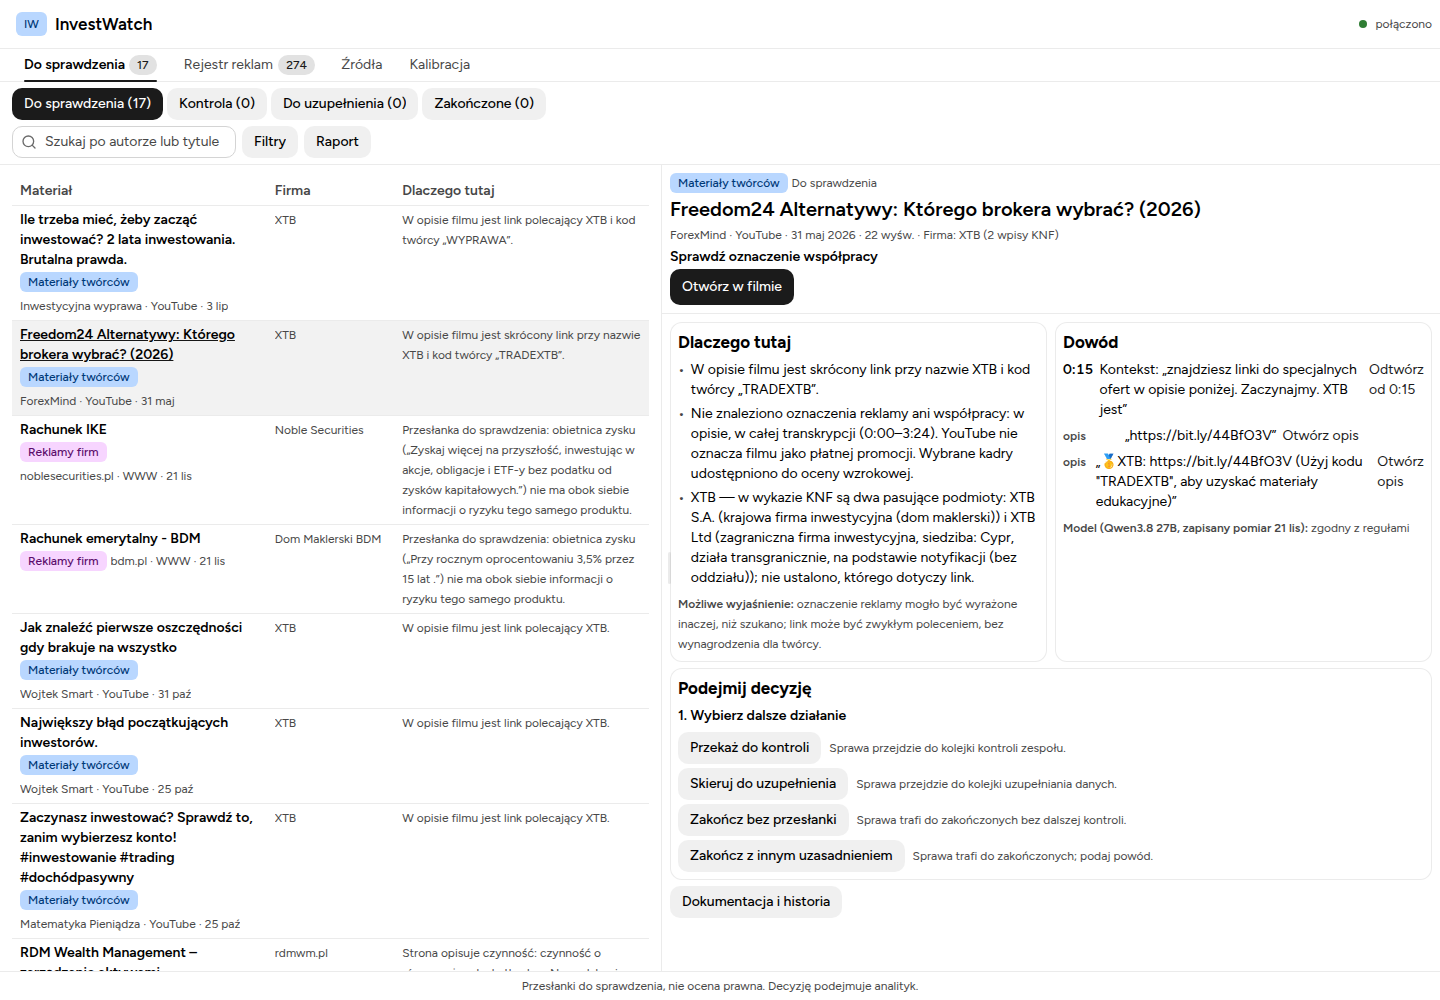 IW InvestWatch
połączono
Do sprawdzenia 17
Rejestr reklam 274
Źródła
Kalibracja
Do sprawdzenia (17)
Kontrola (0)
Do uzupełnienia (0)
Zakończone (0)
Szukaj po autorze lub tytule
Filtry
Raport
Materiał
Firma
Dlaczego tutaj
Ile trzeba mieć, żeby zacząć
inwestować? 2 lata inwestowania.
Brutalna prawda.
Materiały twórców
Inwestycyjna wyprawa · YouTube · 3 lip
XTB
W opisie filmu jest link polecający XTB i kod
twórcy „WYPRAWA”.
Freedom24 Alternatywy: Którego
brokera wybrać? (2026)
Materiały twórców
ForexMind · YouTube · 31 maj
XTB
W opisie filmu jest skrócony link przy nazwie
XTB i kod twórcy „TRADEXTB”.
Rachunek IKE
Reklamy firm
noblesecurities.pl · WWW · 21 lis
Noble Securities
Przesłanka do sprawdzenia: obietnica zysku
(„Zyskaj więcej na przyszłość, inwestując w
akcje, obligacje i ETF-y bez podatku od
zysków kapitałowych.”) nie ma obok siebie
informacji o ryzyku tego samego produktu.
Rachunek emerytalny - BDM
Reklamy firm bdm.pl · WWW · 21 lis
Dom Maklerski BDM
Przesłanka do sprawdzenia: obietnica zysku
(„Przy rocznym oprocentowaniu 3,5% przez
15 lat .”) nie ma obok siebie informacji o
ryzyku tego samego produktu.
Jak znaleźć pierwsze oszczędności
gdy brakuje na wszystko
Materiały twórców
Wojtek Smart · YouTube · 31 paź
XTB
W opisie filmu jest link polecający XTB.
Największy błąd początkujących
inwestorów.
Materiały twórców
Wojtek Smart · YouTube · 25 paź
XTB
W opisie filmu jest link polecający XTB.
Zaczynasz inwestować? Sprawdź to,
zanim wybierzesz konto!
#inwestowanie #trading
#dochódpasywny
Materiały twórców
Matematyka Pieniądza · YouTube · 25 paź
XTB
W opisie filmu jest link polecający XTB.
RDM Wealth Management –
rdmwm.pl
Strona opisuje czynność: czynność o
Materiały twórców Do sprawdzenia
Freedom24 Alternatywy: Którego brokera wybrać? (2026)
ForexMind · YouTube · 31 maj 2026 · 22 wyśw. · Firma: XTB (2 wpisy KNF)
Sprawdź oznaczenie współpracy
Otwórz w filmie
Dlaczego tutaj
• W opisie filmu jest skrócony link przy nazwie XTB i kod
twórcy „TRADEXTB”.
• Nie znaleziono oznaczenia reklamy ani współpracy: w
opisie, w całej transkrypcji (0:00–3:24). YouTube nie
oznacza filmu jako płatnej promocji. Wybrane kadry
udostępniono do oceny wzrokowej.
• XTB — w wykazie KNF są dwa pasujące podmioty: XTB
S.A. (krajowa firma inwestycyjna (dom maklerski)) i XTB
Ltd (zagraniczna firma inwestycyjna, siedziba: Cypr,
działa transgranicznie, na podstawie notyfikacji (bez
oddziału)); nie ustalono, którego dotyczy link.
Możliwe wyjaśnienie: oznaczenie reklamy mogło być wyrażone
inaczej, niż szukano; link może być zwykłym poleceniem, bez
wynagrodzenia dla twórcy.
Dowód
0:15 Kontekst: „znajdziesz linki do specjalnych
ofert w opisie poniżej. Zaczynajmy. XTB
jest”
Odtwórz
od 0:15
opis „https://bit.ly/44BfO3V” Otwórz opis
opis „🥇XTB: https://bit.ly/44BfO3V (Użyj kodu
"TRADEXTB", aby uzyskać materiały
edukacyjne)”
Otwórz
opis
Model (Qwen3.8 27B, zapisany pomiar 21 lis): zgodny z regułami
Podejmij decyzję
1. Wybierz dalsze działanie
Przekaż do kontroli Sprawa przejdzie do kolejki kontroli zespołu.
Skieruj do uzupełnienia Sprawa przejdzie do kolejki uzupełniania danych.
Zakończ bez przesłanki Sprawa trafi do zakończonych bez dalszej kontroli.
Zakończ z innym uzasadnieniem Sprawa trafi do zakończonych; podaj powód.
Dokumentacja i historia
Przesłanki do sprawdzenia, nie ocena prawna. Decyzję podejmuje analityk.